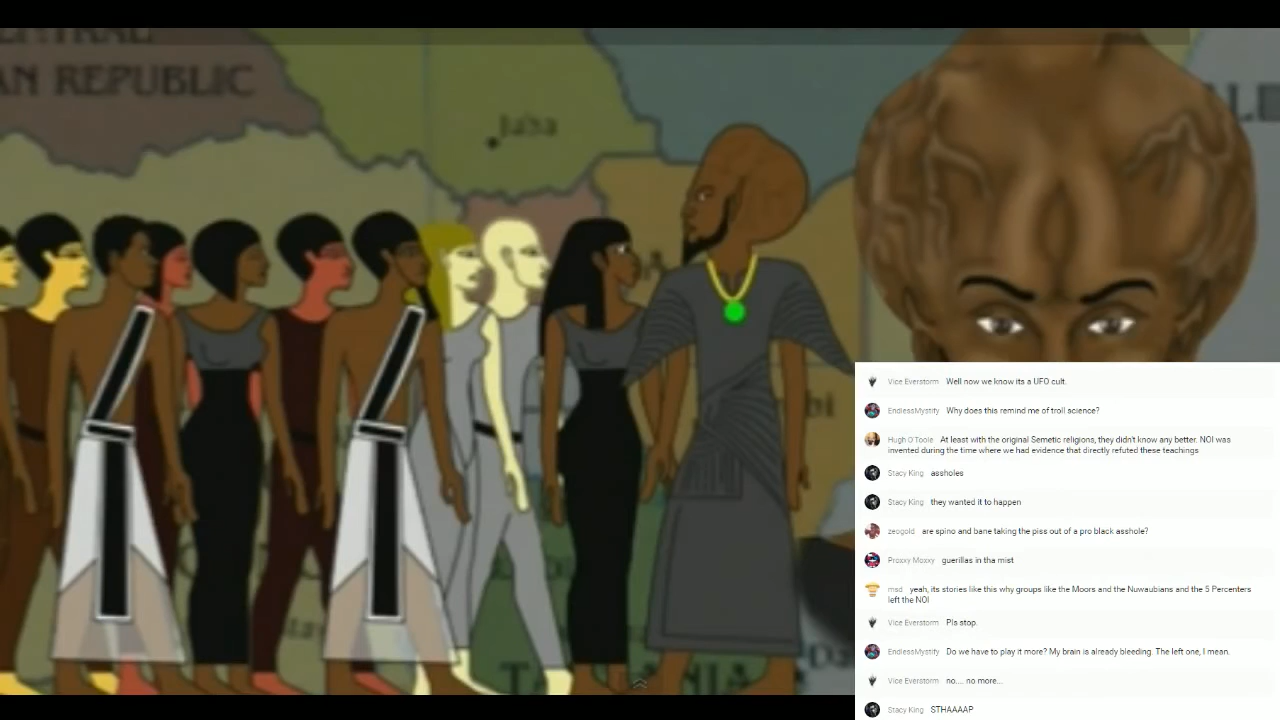 AN REPUBLIC
Juba
Vice Everstorm Well now we know its a UFO cult.
EndlessMystify Why does this remind me of troll science?
Hugh O'Toole At least with the original Semetic religions, they didn't know any better. NOI was
invented during the time where we had evidence that directly refuted these teachings
Stacy King assholes
Stacy King they wanted it to happen
zeogold are spino and bane taking the piss out of a pro black asshole?
Proxxy Moxxy guerillas in tha mist
msd yeah, its stories like this why groups like the Moors and the Nuwaubians and the 5 Percenters
left the NOI
Vice Everstorm Pls stop.
EndlessMystify Do we have to play it more? My brain is already bleeding. The left one, I mean.
Vice Everstorm no.... no more...
Stacy King STHAAAAP